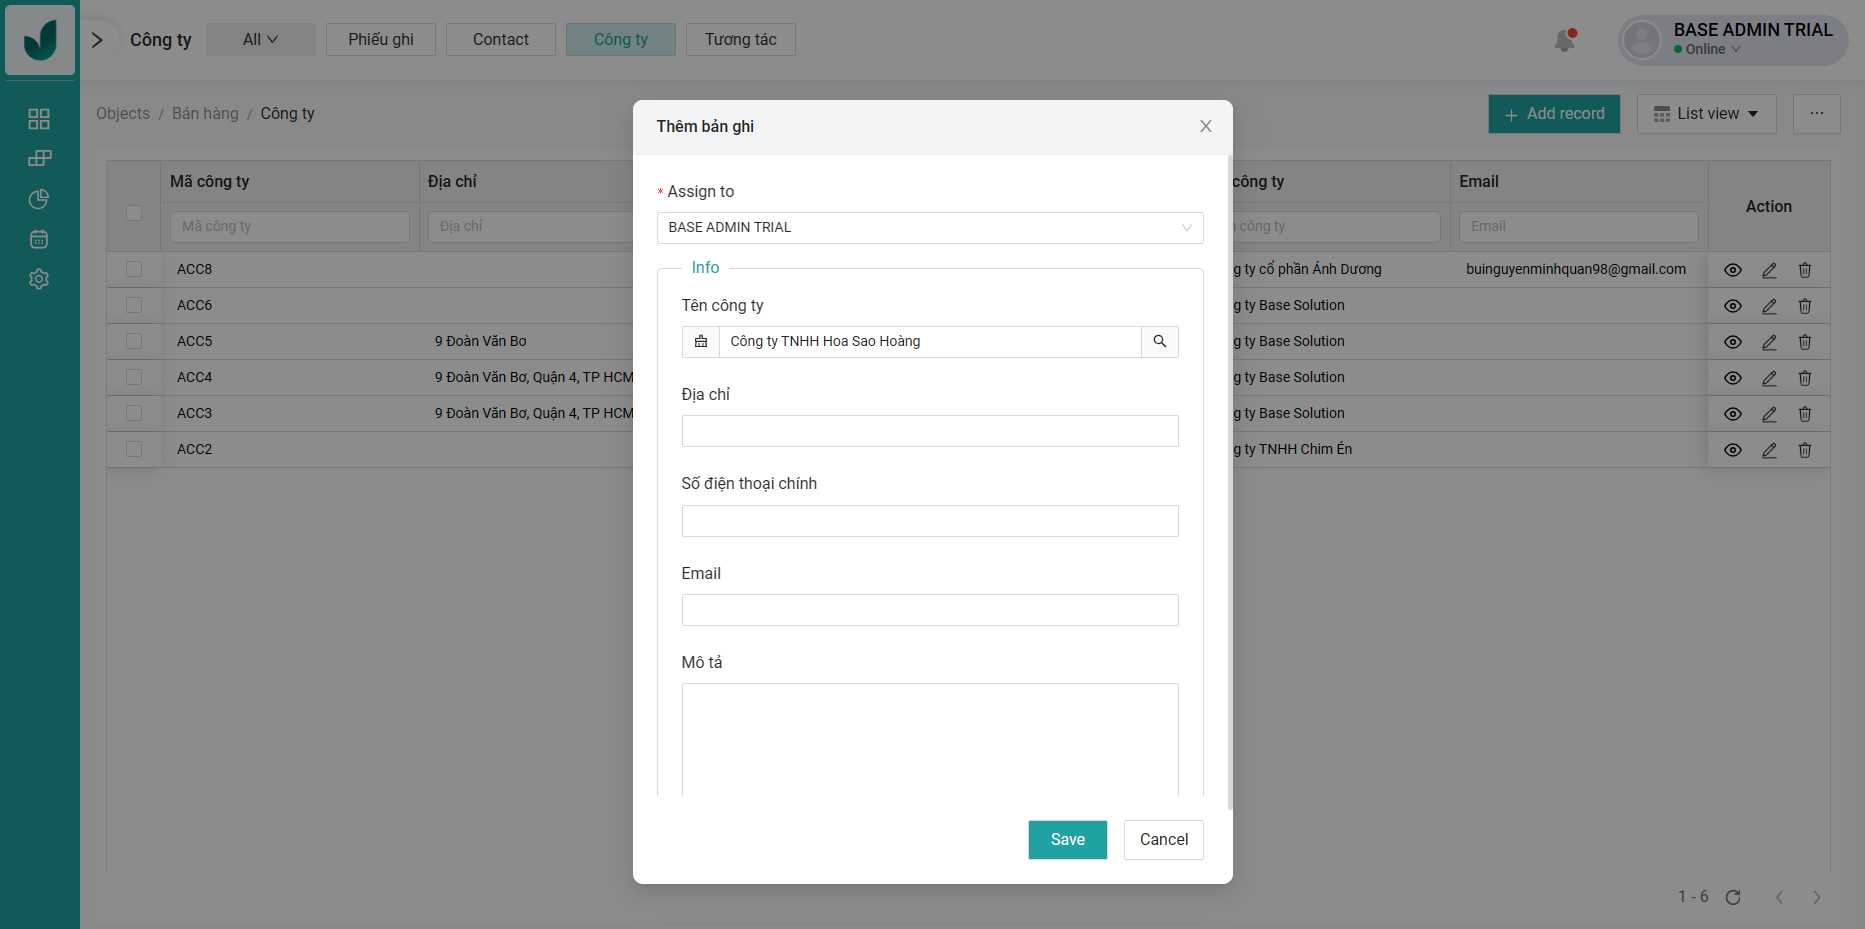 Công ty
All
Phiếu ghi
Contact
Công ty
Tương tác
BASE ADMIN TRIAL
Online
Objects / Bán hàng / Công ty
+ Add record
List view
...
Mã công ty
Địa chỉ
công ty
Email
Action
Mã công ty
Địa chỉ
công ty
Email
ACC8
g ty cổ phần Ánh Dương
buinguyenminhquan98@gmail.com
ACC6
g ty Base Solution
ACC5
9 Đoàn Văn Bơ
g ty Base Solution
ACC4
9 Đoàn Văn Bơ, Quận 4, TP HCM
g ty Base Solution
ACC3
9 Đoàn Văn Bơ, Quận 4, TP HCM
g ty Base Solution
ACC2
g ty TNHH Chim Én
1 - 6
Thêm bản ghi
* Assign to
BASE ADMIN TRIAL
Info
Tên công ty
Công ty TNHH Hoa Sao Hoàng
Địa chỉ
Số điện thoại chính
Email
Mô tả
Save
Cancel